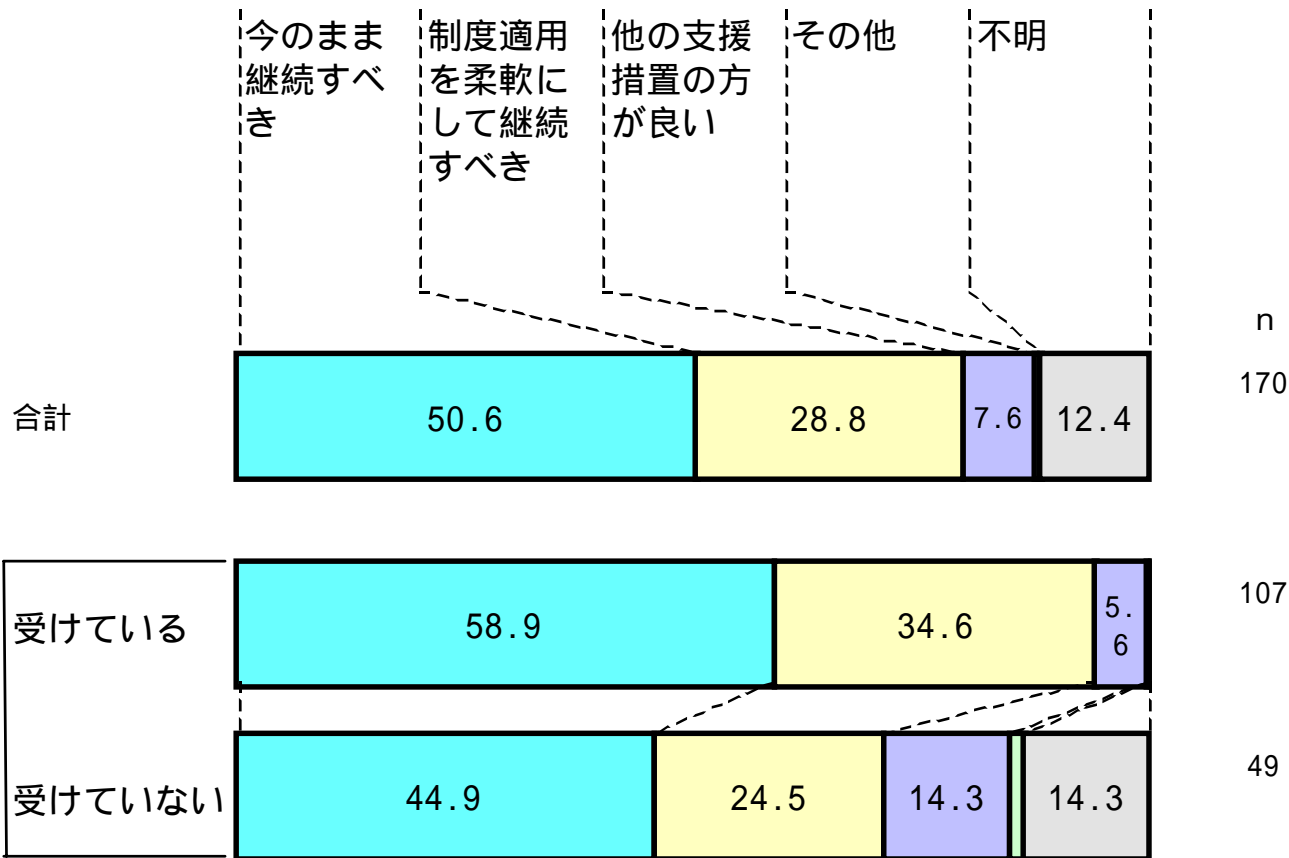 今のまま
継続すべ
き
制度適用
を柔軟に
して継続
すべき
他の支援
措置の方
が良い
その他
不明
n
合計
50.6
28.8
7.6
12.4
170
受けている
58.9
34.6
5.
6
107
受けていない
44.9
24.5
14.3
14.3
49